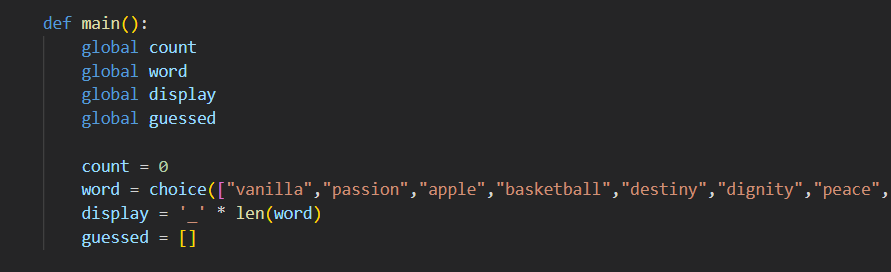 def main():
global count
global word
global display
global guessed
count = 0
word = choice(["vanilla","passion","apple","basketball","destiny","dignity","peace",
display = '_' * len(word)
guessed = []